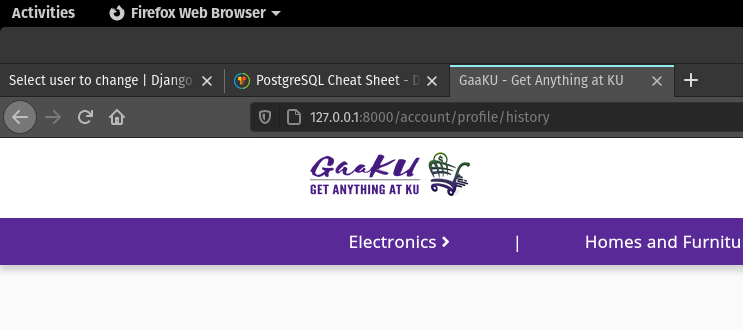 Activities Firefox Web Browser
Select user to change | Django PostgreSQL Cheat Sheet - D GaaKU - Get Anything at KU
127.0.0.1:8000/account/profile/history
GaaKU
GET ANYTHING AT KU
Electronics | Homes and Furnitu